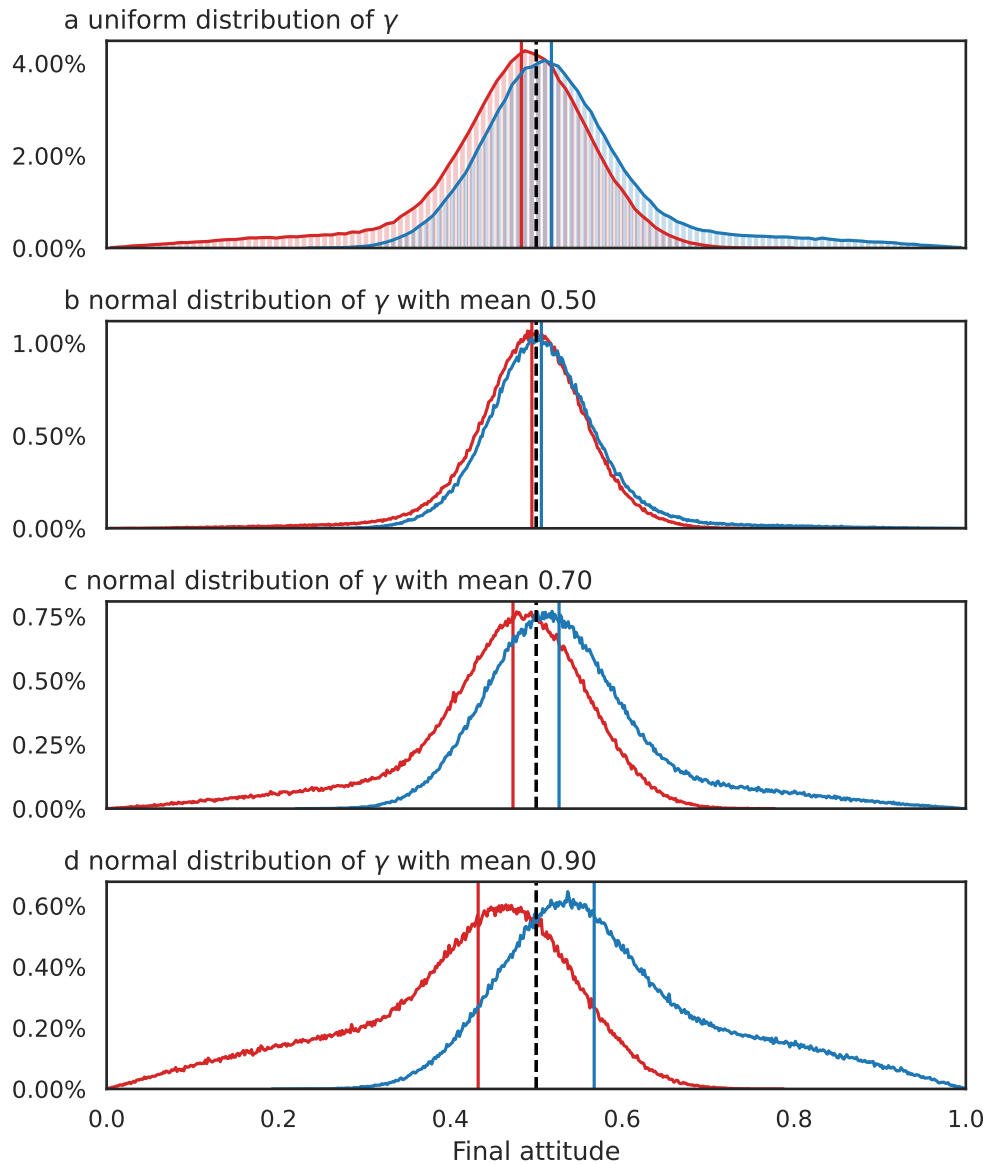 a uniform distribution of γ
4.00%
2.00%
0.00%
b normal distribution of γ with mean 0.50
1.00%
0.50%
0.00%
c normal distribution of γ with mean 0.70
0.75%
0.50%
0.25%
0.00%
d normal distribution of γ with mean 0.90
0.60%
0.40%
0.20%
0.00%
0.0 0.2 0.4 0.6 0.8 1.0
Final attitude